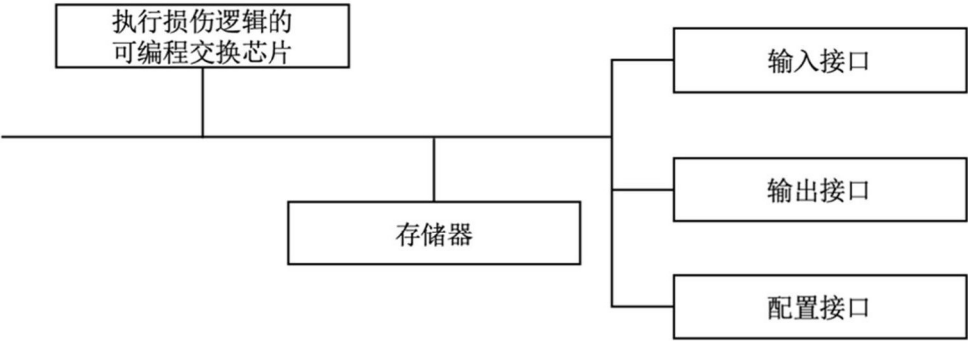 执行损伤逻辑的
可编程交换芯片
输入接口
输出接口
存储器
配置接口